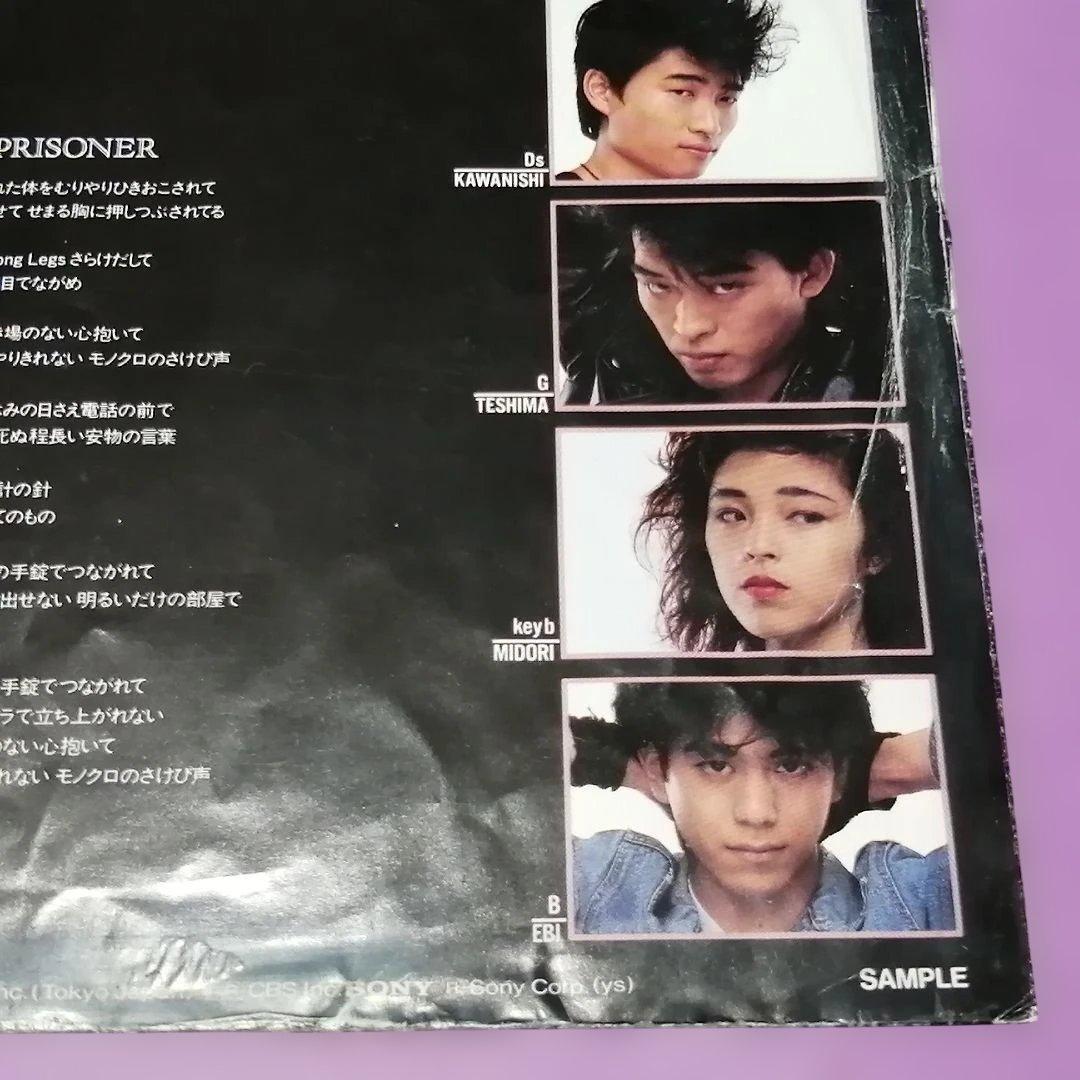 PRISONER
れた体をむりやりひきおこされて
せて せまる胸に押しつぶされてる
ong Legs さらけだして
目でながめ
場のない心抱いて
やりきれない モノクロのさけび声
みの日さえ電話の前で
死ぬ程長い安物の言葉
計の針
てのもの
の手錠でつながれて
出せない 明るいだけの部屋で
手錠でつながれて
ラで立ち上がれない
のない心抱いて
れない モノクロのさけび声
Ds
KAWANISHI
G
TESHIMA
keyb
MIDORI
B
EBI
nc. (Tokyo Japan) CBS Inc. SONY R. Sony Corp. (ys)
SAMPLE